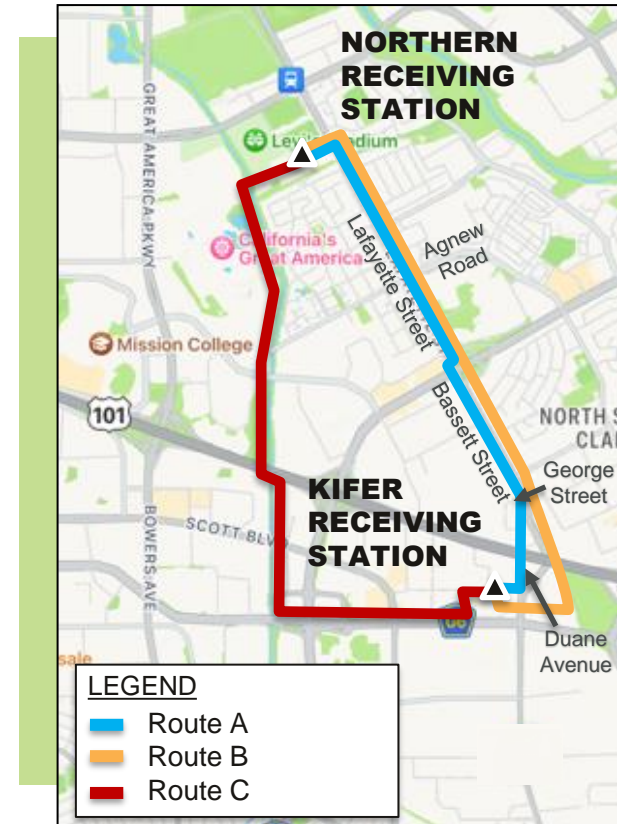 NORTHERN
RECEIVING
STATION
GREAT AMERICA PKWY
Levi's Stadium
Agnew
Road
Lafayette Street
California's
Great America
Mission College
101
Bassett Street
NORTH S
CLA
George
Street
KIFER
RECEIVING
STATION
SCOTT BLV
BOWERS AVE
Duane
Avenue
sale
LEGEND
Route A
Route B
Route C